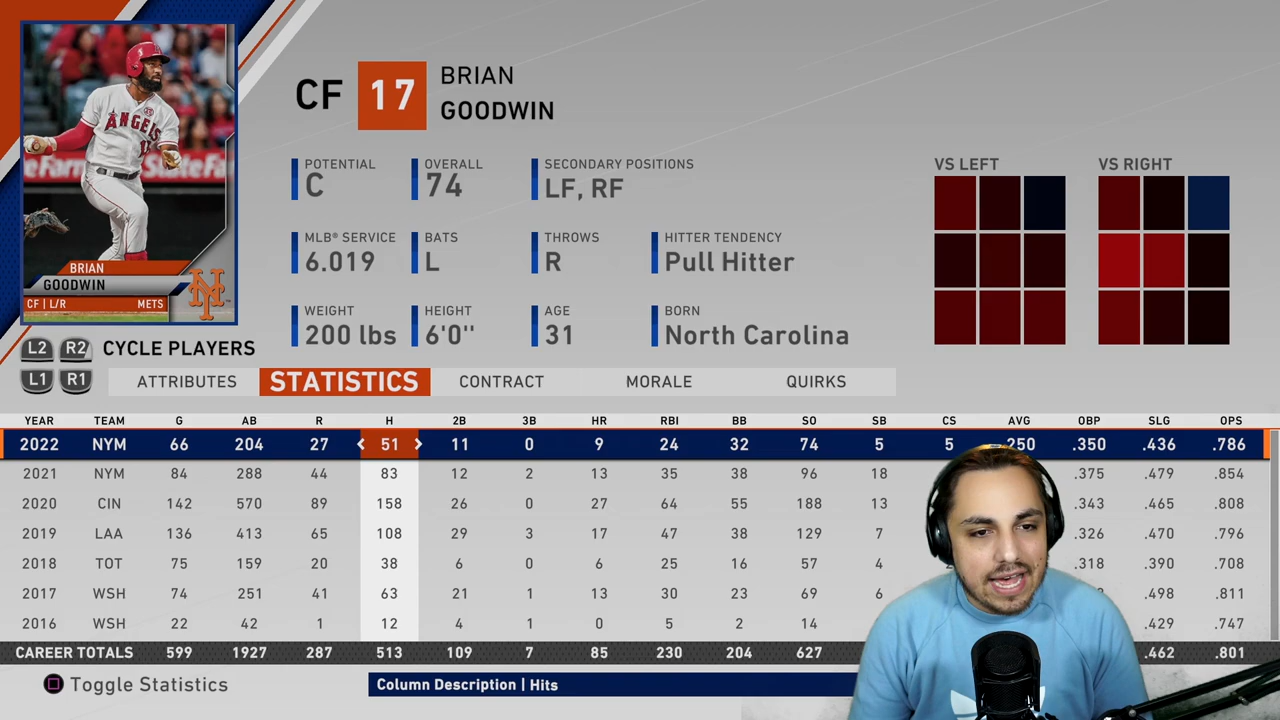 CF 17 BRIAN
GOODWIN
ANGELS
BRIAN
GOODWIN
CF | L/R METS
POTENTIAL OVERALL SECONDARY POSITIONS
C 74 LF, RF
MLB® SERVICE BATS THROWS HITTER TENDENCY
6.019 L R Pull Hitter
WEIGHT HEIGHT AGE BORN
200 lbs 6'0'' 31 North Carolina
VS LEFT VS RIGHT
L2 R2 CYCLE PLAYERS
L1 R1
ATTRIBUTES STATISTICS CONTRACT MORALE QUIRKS
YEAR TEAM G AB R H 2B 3B HR RBI BB SO SB CS AVG OBP SLG OPS
2022 NYM 66 204 27 51 11 0 9 24 32 74 5 5 .250 .350 .436 .786
2021 NYM 84 288 44 83 12 2 13 35 38 96 18 .375 .479 .854
2020 CIN 142 570 89 158 26 0 27 64 55 188 13 .343 .465 .808
2019 LAA 136 413 65 108 29 3 17 47 38 129 7 .326 .470 .796
2018 TOT 75 159 20 38 6 0 6 25 16 57 4 .318 .390 .708
2017 WSH 74 251 41 63 21 1 13 30 23 69 6 .498 .811
2016 WSH 22 42 1 12 4 1 0 5 2 14 .429 .747
CAREER TOTALS 599 1927 287 513 109 7 85 230 204 627 .462 .801
Toggle Statistics
Column Description | Hits